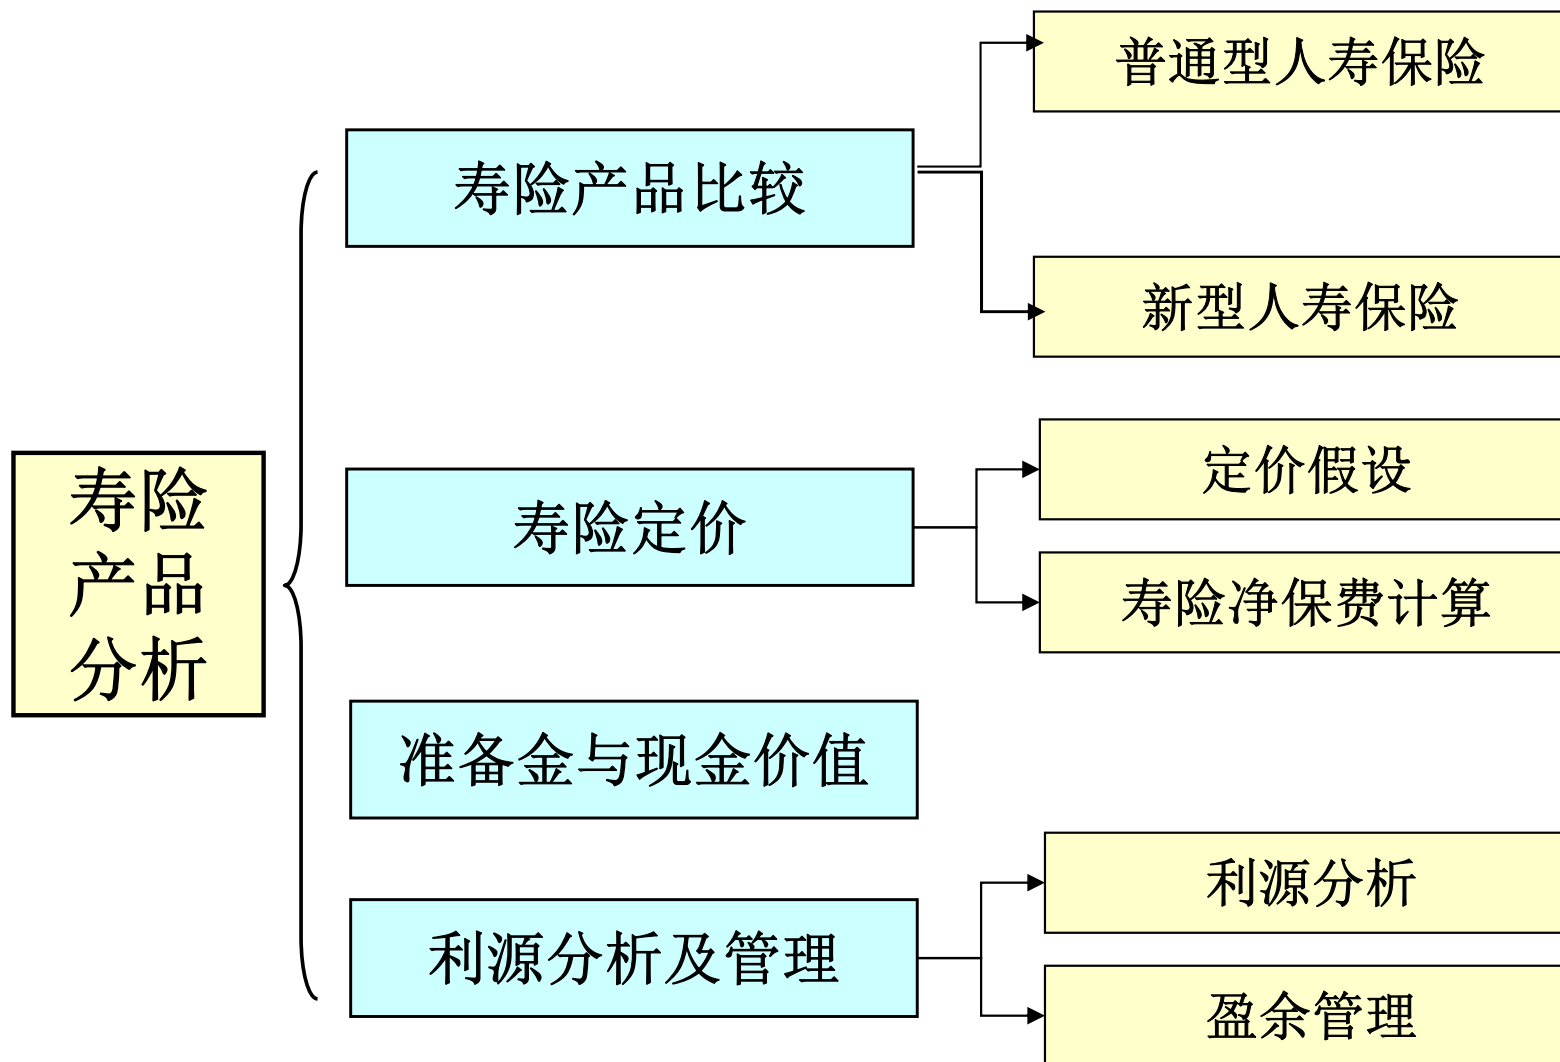 寿险
产品
分析
寿险产品比较
普通型人寿保险
新型人寿保险
寿险定价
定价假设
寿险净保费计算
准备金与现金价值
利源分析及管理
利源分析
盈余管理